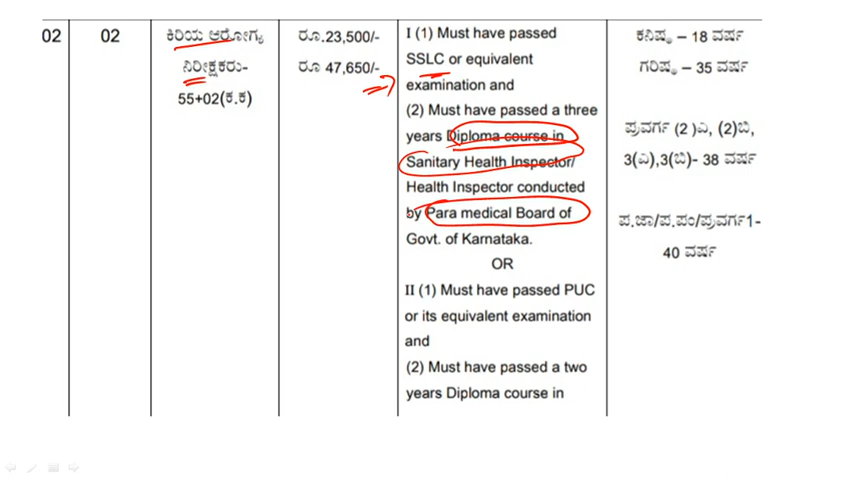 02
02
ಕಿರಿಯ ಆರೋಗ್ಯ
ನಿರೀಕ್ಷಕರು-
55+02(ಕ.ಕ)
ರೂ.23,500/-
ರೂ 47,650/-
I (1) Must have passed
SSLC or equivalent
examination and
(2) Must have passed a three
years Diploma course in
Sanitary Health Inspector/
Health Inspector conducted
by Para medical Board of
Govt. of Karnataka.
OR
II (1) Must have passed PUC
or its equivalent examination
and
(2) Must have passed a two
years Diploma course in
ಕನಿಷ್ಠ – 18 ವರ್ಷ
ಗರಿಷ್ಠ – 35 ವರ್ಷ
ಪ್ರವರ್ಗ (2 )ಎ, (2)ಬಿ,
3(ಎ),3(ಬಿ)- 38 ವರ್ಷ
ಪ.ಜಾ/ಪ.ಪಂ/ಪ್ರವರ್ಗ1-
40 ವರ್ಷ